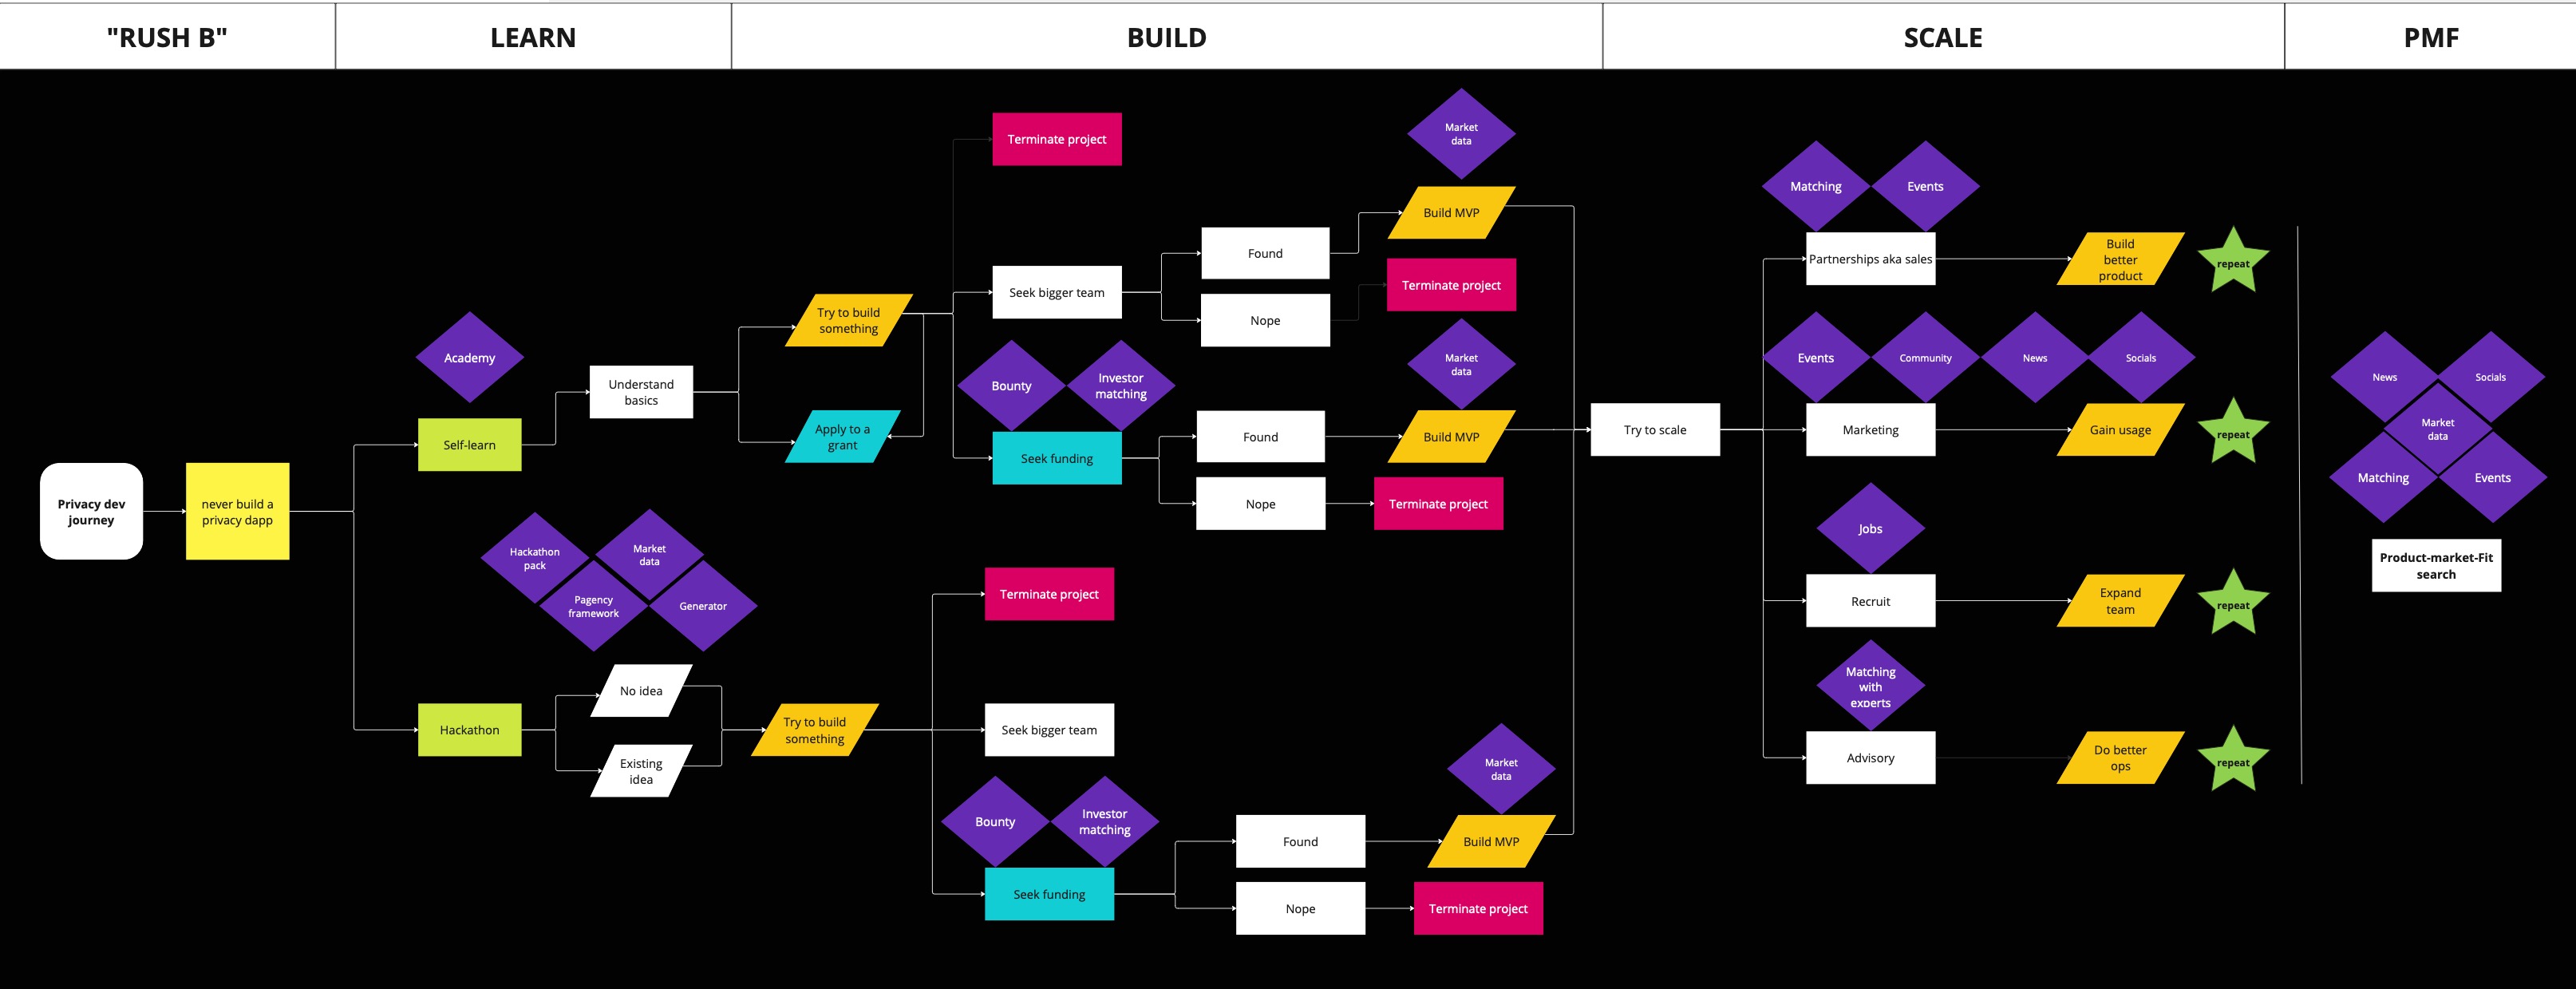 "RUSH B"
LEARN
BUILD
SCALE
PMF
Privacy dev
journey
never build a
privacy dapp
Academy
Self-learn
Understand
basics
Hackathon
pack
Market
data
Pagency
framework
Generator
Hackathon
No idea
Existing
idea
Try to build
something
Apply to a
grant
Terminate project
Seek bigger team
Found
Nope
Market
data
Build MVP
Terminate project
Bounty
Investor
matching
Seek funding
Found
Nope
Market
data
Build MVP
Terminate project
Try to build
something
Terminate project
Seek bigger team
Bounty
Investor
matching
Seek funding
Found
Nope
Market
data
Build MVP
Terminate project
Try to scale
Matching
Events
Partnerships aka sales
Build
better
product
repeat
Events
Community
News
Socials
Marketing
Gain usage
repeat
Jobs
Recruit
Expand
team
repeat
Matching
with
experts
Advisory
Do better
ops
repeat
News
Socials
Market
data
Matching
Events
Product-market-Fit
search